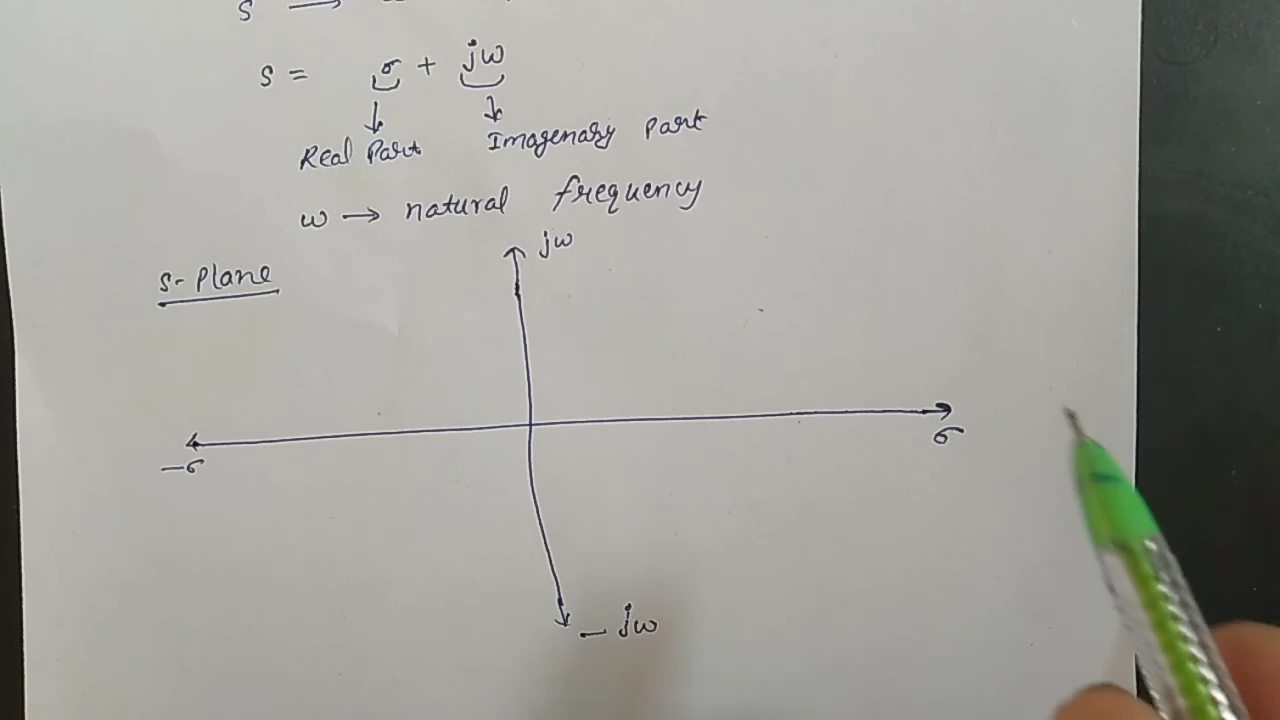 S →
S = σ + jω
Real Part Imagenary Part
ω → natural frequency
jω
S-Plane
-σ
σ
- jω